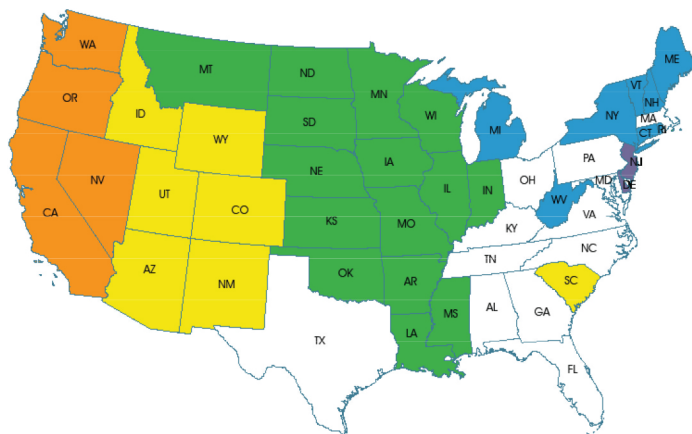 WA
MT
ND
MN
ME
VT
NH
MA
NY
CT
RI
OR
ID
SD
WI
MI
WY
IA
PA
NJ
NE
OH
MD
DE
NV
UT
CO
IL
IN
WV
VA
CA
KS
MO
KY
NC
AZ
NM
OK
AR
TN
SC
MS
AL
GA
TX
LA
FL